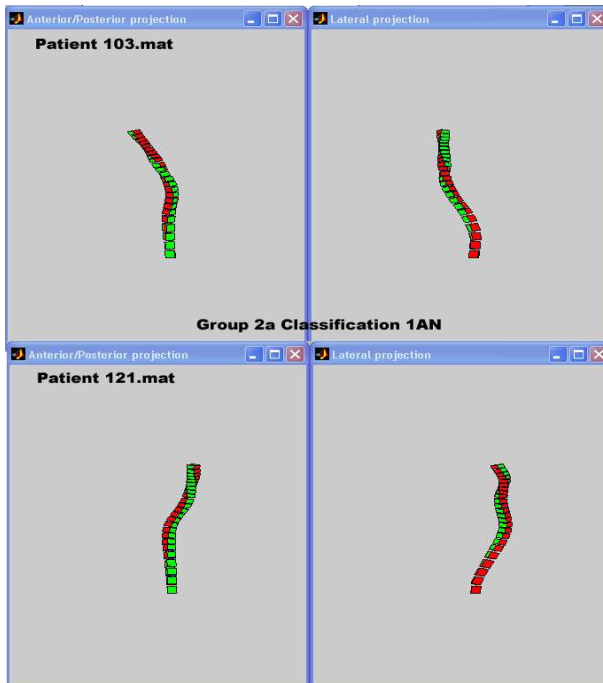 Anterior/Posterior projection
Lateral projection
Patient 103.mat
Group 2a Classification 1AN
Anterior/Posterior projection
Lateral projection
Patient 121.mat